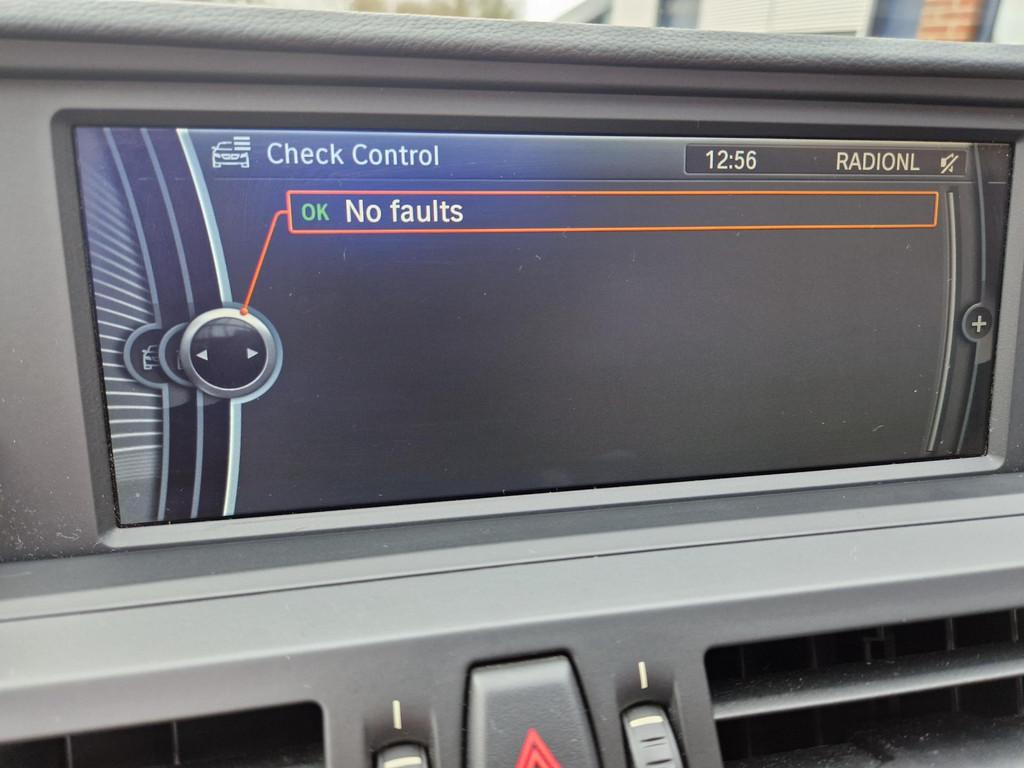 Check Control
12:56 RADIONL
OK No faults